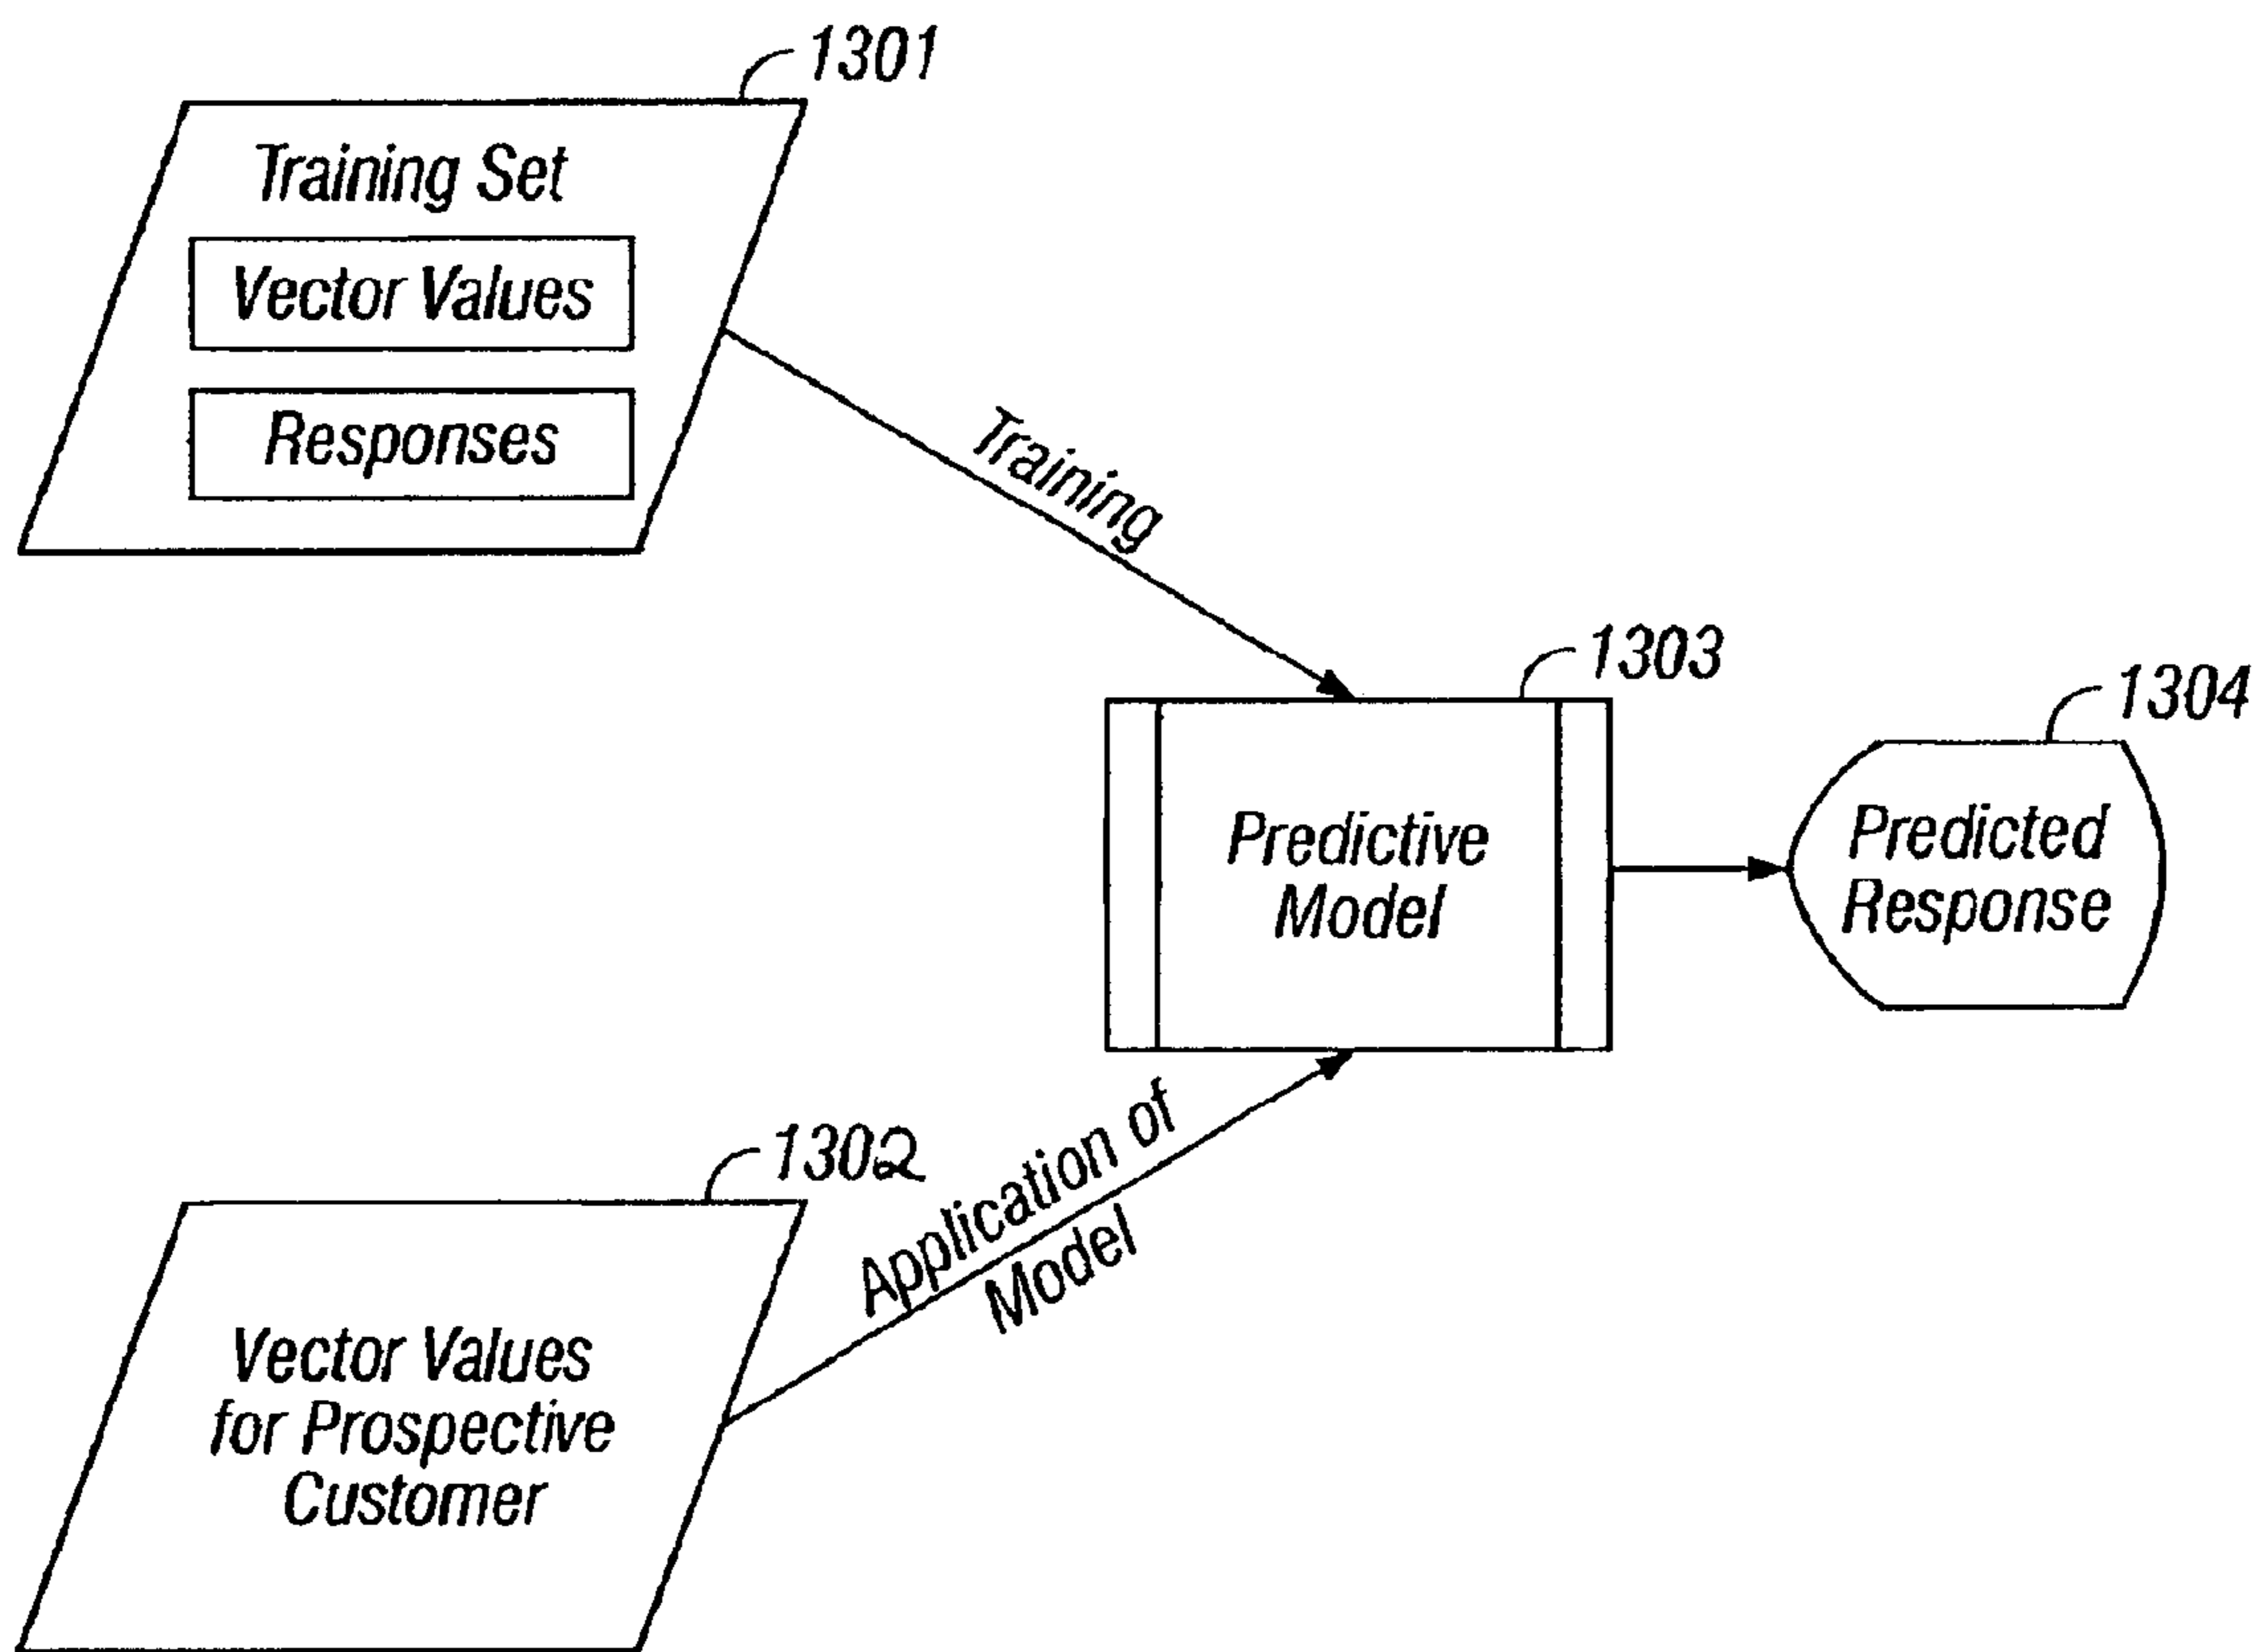 1301
Training Set
Vector Values
Responses
Training
1303
1304
Predictive
Model
Predicted
Response
1302
Application of
Model
Vector Values
for Prospective
Customer